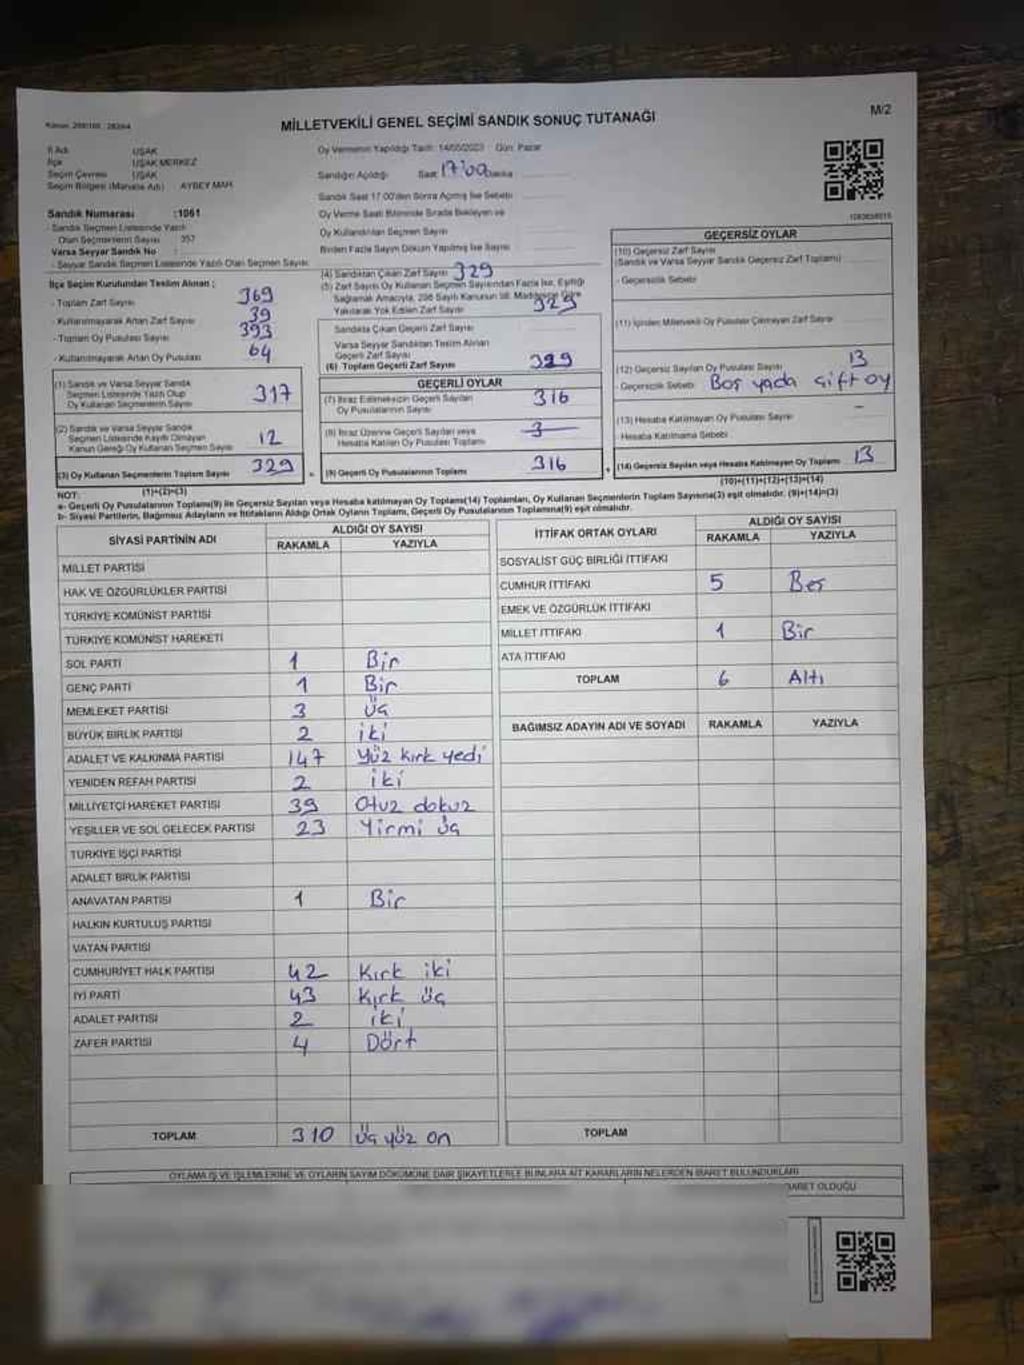 MİLLETVEKİLİ GENEL SEÇİMİ SANDIK SONUÇ TUTANAĞI
M/2
İl Adı UŞAK
İlçe UŞAK MERKEZ
Seçim Çevresi UŞAK
Seçim Bölgesi (Mahalle Adı) AYBEY MAH.
Sandık Numarası :1061
- Sandık Seçmen Listesinde Yazılı
Olan Seçmenlerin Sayısı : 357
Varsa Seyyar Sandık No :
- Seyyar Sandık Seçmen Listesinde Yazılı Olan Seçmen Sayısı
Oy Vermenin Yapıldığı Tarih: 14/05/2023 Gün: Pazar
Sandığın Açıldığı Saat 17:00 Dakika
Sandık Saat 17.00'den Sonra Açılmış İse Sebebi
Oy Verme Saati Bitiminde Sırada Bekleyen ve
Oy Kullandırılan Seçmen Sayısı
Birden Fazla Sayım Döküm Yapılmış İse Sayısı
İlçe Seçim Kurulundan Teslim Alınan ;
- Toplam Zarf Sayısı 369
- Kullanılmayarak Artan Zarf Sayısı 39
- Toplam Oy Pusulası Sayısı 393
- Kullanılmayarak Artan Oy Pusulası 64
(1) Sandık ve Varsa Seyyar Sandık
Seçmen Listesinde Yazılı Olup
Oy Kullanan Seçmenlerin Sayısı 317
(2) Sandık ve Varsa Seyyar Sandık
Seçmen Listesinde Kayıtlı Olmayan
Kanun Gereği Oy Kullanan Seçmen Sayısı 12
(3) Oy Kullanan Seçmenlerin Toplam Sayısı 329
(1)+(2)=(3)
(4) Sandıktan Çıkan Zarf Sayısı 329
(5) Zarf Sayısı Oy Kullanan Seçmen Sayısından Fazla İse, Eşitliği
Sağlamak Amacıyla, 298 Sayılı Kanunun 98. Maddesine Göre
Yakılarak Yok Edilen Zarf Sayısı 329
Sandıkta Çıkan Geçerli Zarf Sayısı
Varsa Seyyar Sandıktan Teslim Alınan
Geçerli Zarf Sayısı
(6) Toplam Geçerli Zarf Sayısı 329
GEÇERLİ OYLAR
(7) İtiraz Edilmeksizin Geçerli Sayılan
Oy Pusulalarının Sayısı 316
(8) İtiraz Üzerine Geçerli Sayılan veya
Hesaba Katılan Oy Pusulası Toplamı
(9) Geçerli Oy Pusulalarının Toplamı 316
GEÇERSİZ OYLAR
(10) Geçersiz Zarf Sayısı
(Sandık ve Varsa Seyyar Sandık Geçersiz Zarf Toplamı)
- Geçersizlik Sebebi
(11) İçinden Milletvekili Oy Pusulası Çıkmayan Zarf Sayısı
(12) Geçersiz Sayılan Oy Pusulası Sayısı 13
- Geçersizlik Sebebi Boş yada çift oy
(13) Hesaba Katılmayan Oy Pusulası Sayısı -
Hesaba Katılmama Sebebi
(14) Geçersiz Sayılan veya Hesaba Katılmayan Oy Toplamı 13
(10)+(11)+(12)+(13)=(14)
NOT:
a- Geçerli Oy Pusulalarının Toplamı(9) ile Geçersiz Sayılan veya Hesaba katılmayan Oy Toplamı(14) Toplamları, Oy Kullanan Seçmenlerin Toplam Sayısına(3) eşit olmalıdır. (9)+(14)=(3)
b- Siyasi Partilerin, Bağımsız Adayların ve İttifakların Aldığı Ortak Oyların Toplamı, Geçerli Oy Pusulalarının Toplamına(9) eşit olmalıdır.
SİYASİ PARTİNİN ADI ALDIĞI OY SAYISI
RAKAMLA YAZIYLA
MİLLET PARTİSİ
HAK VE ÖZGÜRLÜKLER PARTİSİ
TÜRKİYE KOMÜNİST PARTİSİ
TÜRKİYE KOMÜNİST HAREKETİ
SOL PARTİ 1 Bir
GENÇ PARTİ 1 Bir
MEMLEKET PARTİSİ 3 üç
BÜYÜK BİRLİK PARTİSİ 2 iki
ADALET VE KALKINMA PARTİSİ 147 Yüz kırk yedi
YENİDEN REFAH PARTİSİ 2 iki
MİLLİYETÇİ HAREKET PARTİSİ 39 Otuz dokuz
YEŞİLLER VE SOL GELECEK PARTİSİ 23 Yirmi üç
TÜRKİYE İŞÇİ PARTİSİ
ADALET BİRLİK PARTİSİ
ANAVATAN PARTİSİ 1 Bir
HALKIN KURTULUŞ PARTİSİ
VATAN PARTİSİ
CUMHURİYET HALK PARTİSİ 42 Kırk iki
İYİ PARTİ 43 Kırk üç
ADALET PARTİSİ 2 iki
ZAFER PARTİSİ 4 Dört
TOPLAM 310 üç yüz on
İTTİFAK ORTAK OYLARI ALDIĞI OY SAYISI
RAKAMLA YAZIYLA
SOSYALİST GÜÇ BİRLİĞİ İTTİFAKI
CUMHUR İTTİFAKI 5 Beş
EMEK VE ÖZGÜRLÜK İTTİFAKI
MİLLET İTTİFAKI 1 Bir
ATA İTTİFAKI
TOPLAM 6 Altı
BAĞIMSIZ ADAYIN ADI VE SOYADI RAKAMLA YAZIYLA
TOPLAM
OYLAMA İŞ VE İŞLEMLERİNE VE OYLARIN SAYIM DÖKÜMÜNE DAİR ŞİKAYETLERLE BUNLARA AİT KARARLARIN NELERDEN İBARET BULUNDUKLARI
OLDUĞU